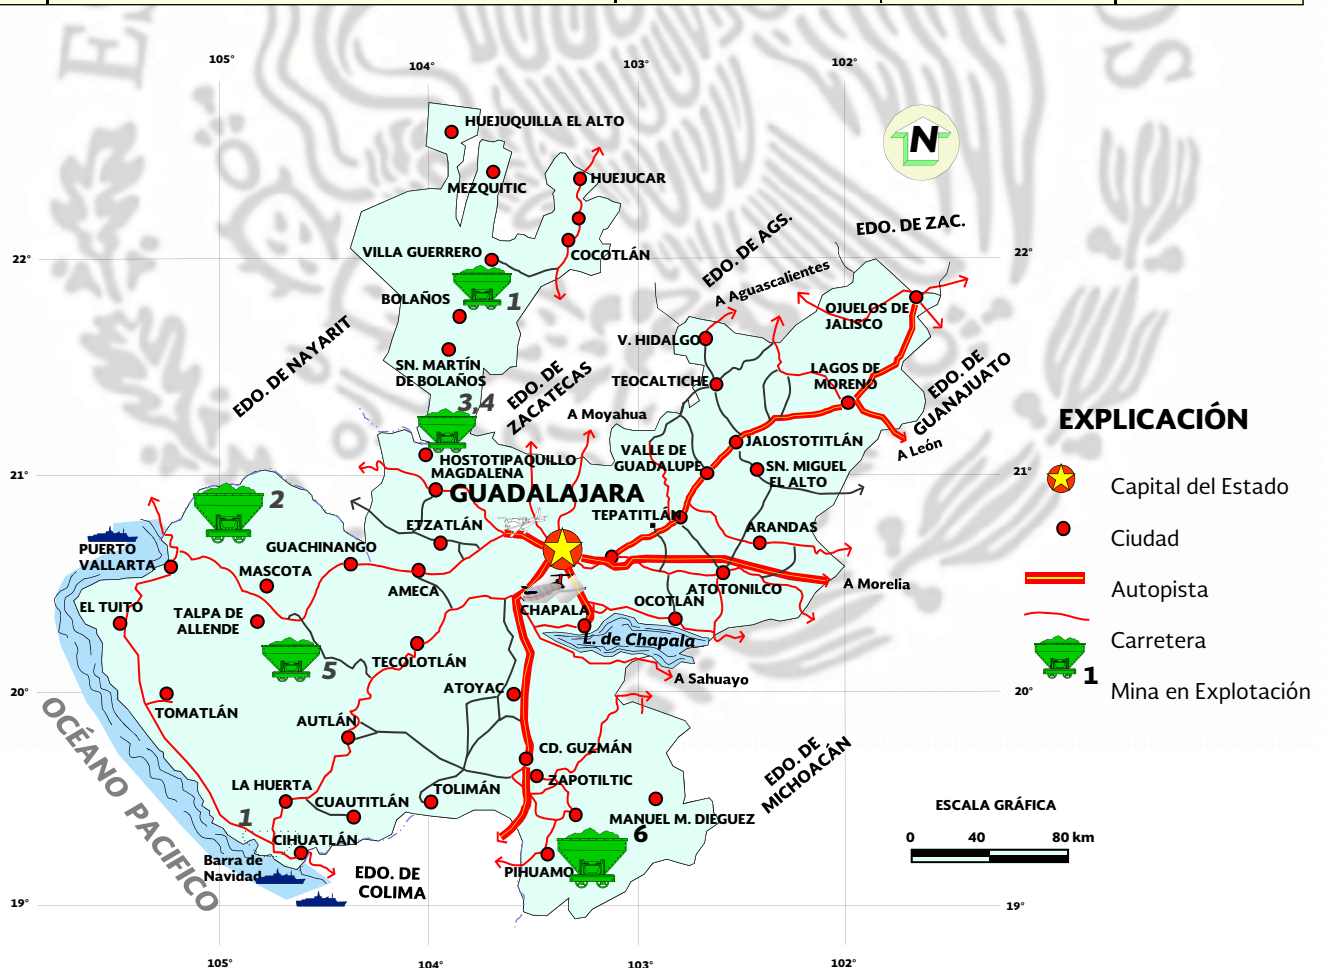 105°
104°
103°
102°
HUEJUQUILLA EL ALTO
N
MEZQUITIC
HUEJUCAR
EDO. DE AGS.
EDO. DE ZAC.
VILLA GUERRERO
COCOTLÁN
22°
22°
A Aguascalientes
BOLAÑOS
1
OJUELOS DE
JALISCO
EDO. DE NAYARIT
V. HIDALGO
SN. MARTÍN
DE BOLAÑOS
EDO. DE
ZACATECAS
TEOCALTICHE
LAGOS DE
MORENO
EDO. DE
GUANAJUATO
3,4
A Moyahua
EXPLICACIÓN
JALOSTOTITLÁN
A León
HOSTOTIPAQUILLO
VALLE DE
GUADALUPE
SN. MIGUEL
EL ALTO
21°
21°
MAGDALENA
GUADALAJARA
Capital del Estado
2
TEPATITLÁN
ETZATLÁN
ARANDAS
Ciudad
PUERTO
VALLARTA
GUACHINANGO
MASCOTA
AMECA
ATOTONILCO
A Morelia
Autopista
EL TUITO
TALPA DE
ALLENDE
CHAPALA
OCOTLÁN
L. de Chapala
Carretera
5
TECOLOTLÁN
A Sahuayo
1
Mina en Explotación
20°
20°
ATOYAC
TOMATLÁN
AUTLÁN
OCÉANO PACIFICO
CD. GUZMÁN
EDO. DE
MICHOACÁN
ZAPOTILTIC
LA HUERTA
TOLIMÁN
CUAUTITLÁN
MANUEL M. DIEGUEZ
ESCALA GRÁFICA
1
6
0 40 80 km
CIHUATLÁN
Barra de
Navidad
PIHUAMO
EDO. DE
COLIMA
19°
19°
105°
104°
103°
102°